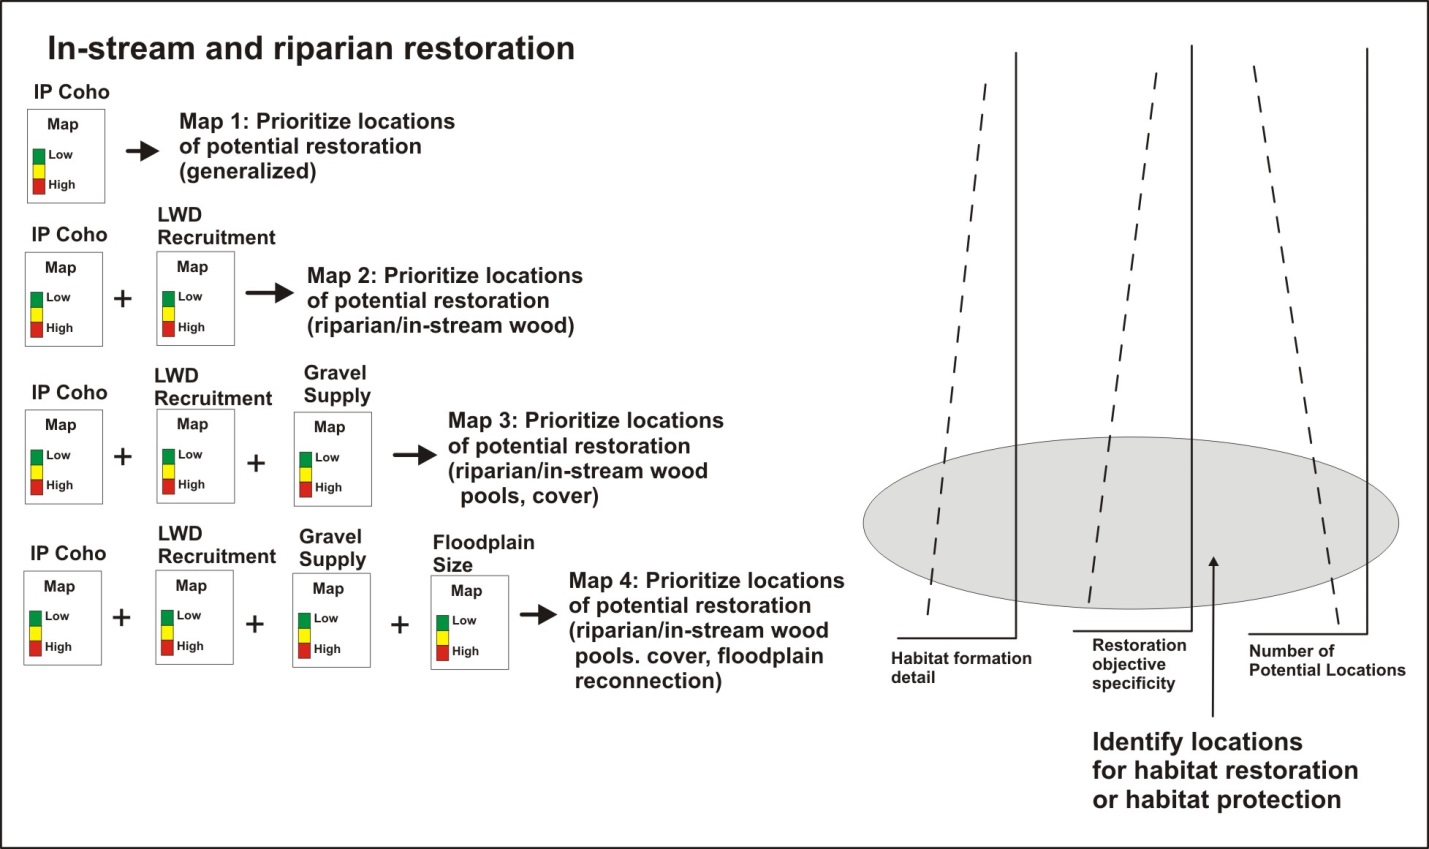 In-stream and riparian restoration
IP Coho
Map
Low
High
Map 1: Prioritize locations
of potential restoration
(generalized)
IP Coho
Map
Low
High
+
LWD
Recruitment
Map
Low
High
Map 2: Prioritize locations
of potential restoration
(riparian/in-stream wood)
IP Coho
Map
Low
High
+
LWD
Recruitment
Map
Low
High
+
Gravel
Supply
Map
Low
High
Map 3: Prioritize locations
of potential restoration
(riparian/in-stream wood
pools, cover)
IP Coho
Map
Low
High
+
LWD
Recruitment
Map
Low
High
+
Gravel
Supply
Map
Low
High
+
Floodplain
Size
Map
Low
High
Map 4: Prioritize locations
of potential restoration
(riparian/in-stream wood
pools. cover, floodplain
reconnection)
Habitat formation
detail
Restoration
objective
specificity
Number of
Potential Locations
Identify locations
for habitat restoration
or habitat protection